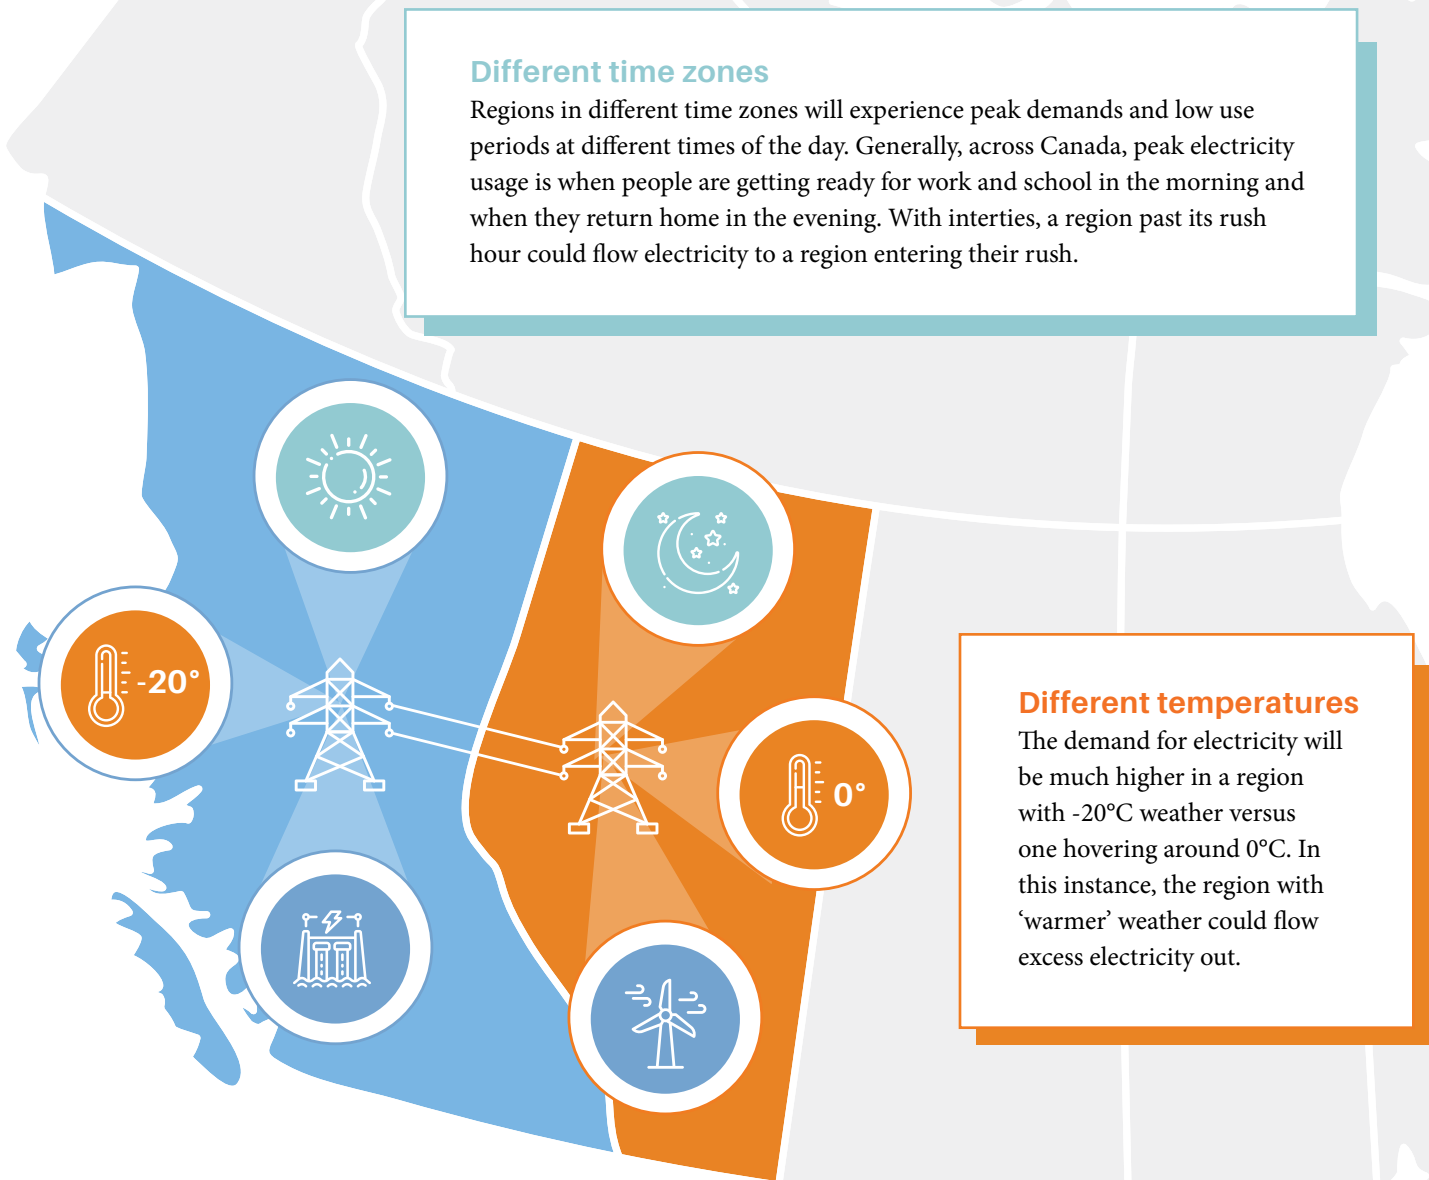 Different time zones
Regions in different time zones will experience peak demands and low use
periods at different times of the day. Generally, across Canada, peak electricity
usage is when people are getting ready for work and school in the morning and
when they return home in the evening. With interties, a region past its rush
hour could flow electricity to a region entering their rush.
-20°
0°
Different temperatures
The demand for electricity will
be much higher in a region
with -20°C weather versus
one hovering around 0°C. In
this instance, the region with
‘warmer’ weather could flow
excess electricity out.